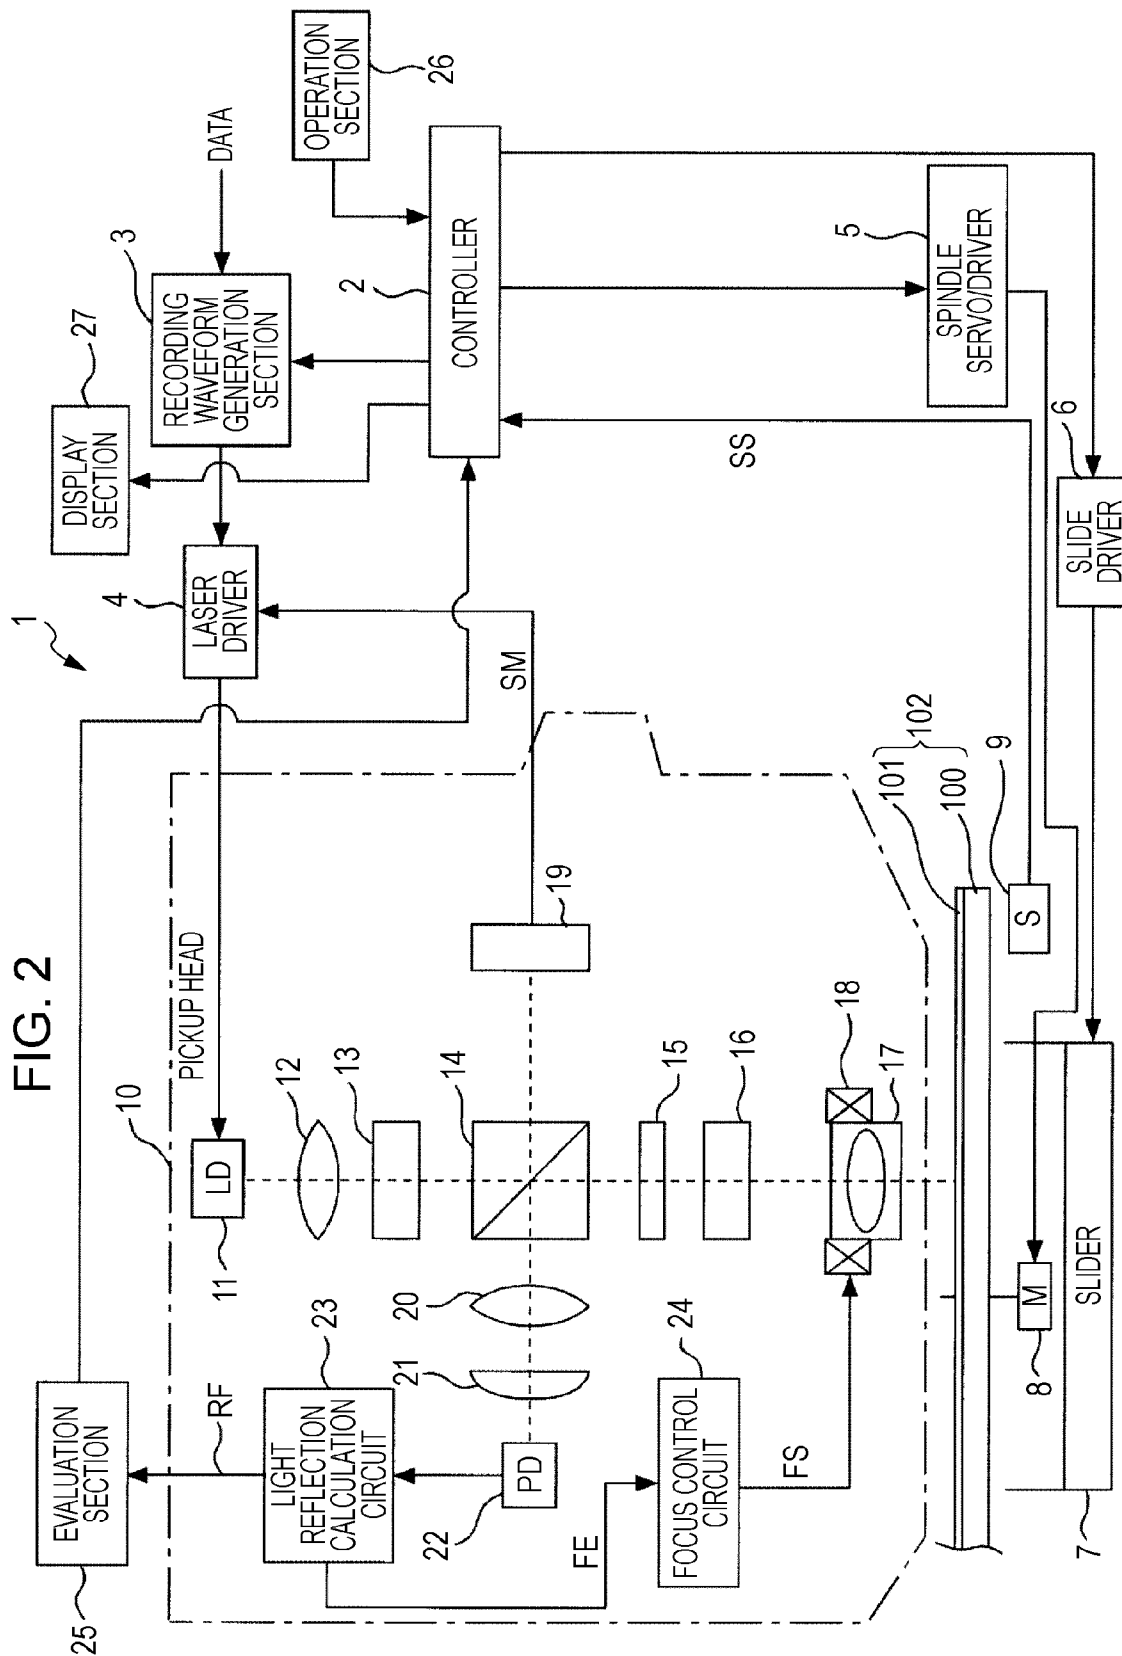 FIG. 2
1
EVALUATION
SECTION
25
RF
LIGHT
REFLECTION
CALCULATION
CIRCUIT
23
PD
22
FE
FOCUS CONTROL
CIRCUIT
24
FS
10
PICKUP HEAD
LD
11
12
13
14
15
16
17
18
19
20
21
SM
LASER
DRIVER
4
DISPLAY
SECTION
27
RECORDING
WAVEFORM
GENERATION
SECTION
3
DATA
OPERATION
SECTION
26
CONTROLLER
2
SS
SPINDLE
SERVO/DRIVER
5
SLIDE
DRIVER
6
101
100
102
S
9
M
8
SLIDER
7